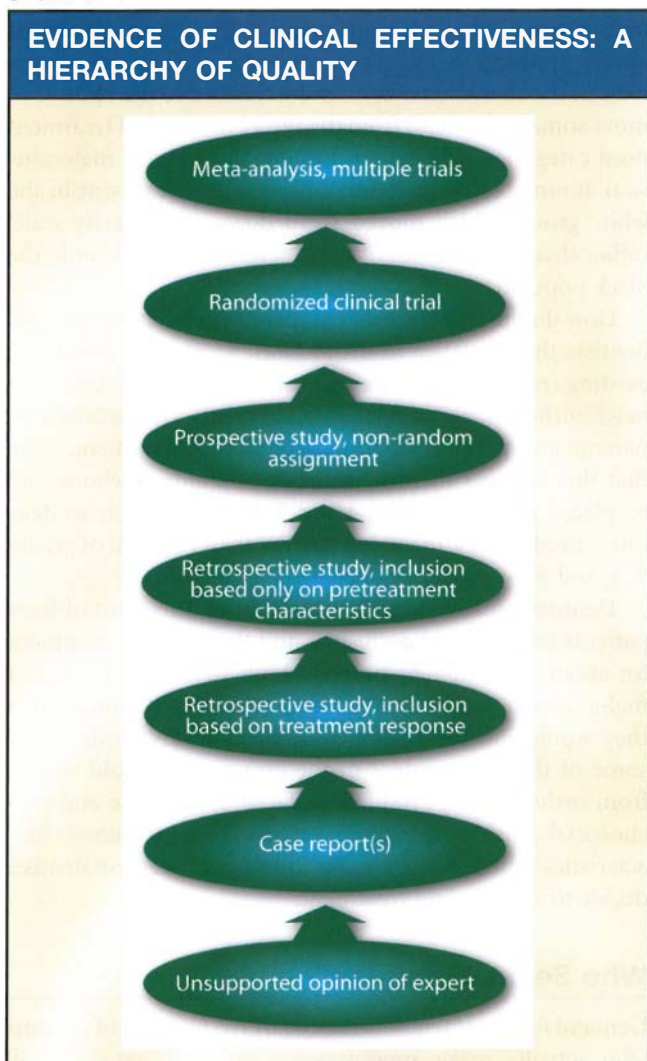 EVIDENCE OF CLINICAL EFFECTIVENESS: A
HIERARCHY OF QUALITY
Meta-analysis, multiple trials
Randomized clinical trial
Prospective study, non-random
assignment
Retrospective study, inclusion
based only on pretreatment
characteristics
Retrospective study, inclusion
based on treatment response
Case report(s)
Unsupported opinion of expert